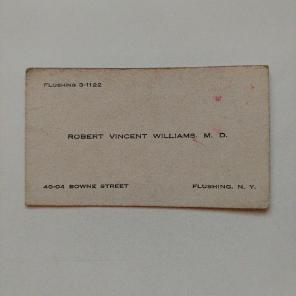 FLUSHING 3-1122
ROBERT VINCENT WILLIAMS, M. D.
40-04 BOWNE STREET FLUSHING, N. Y.